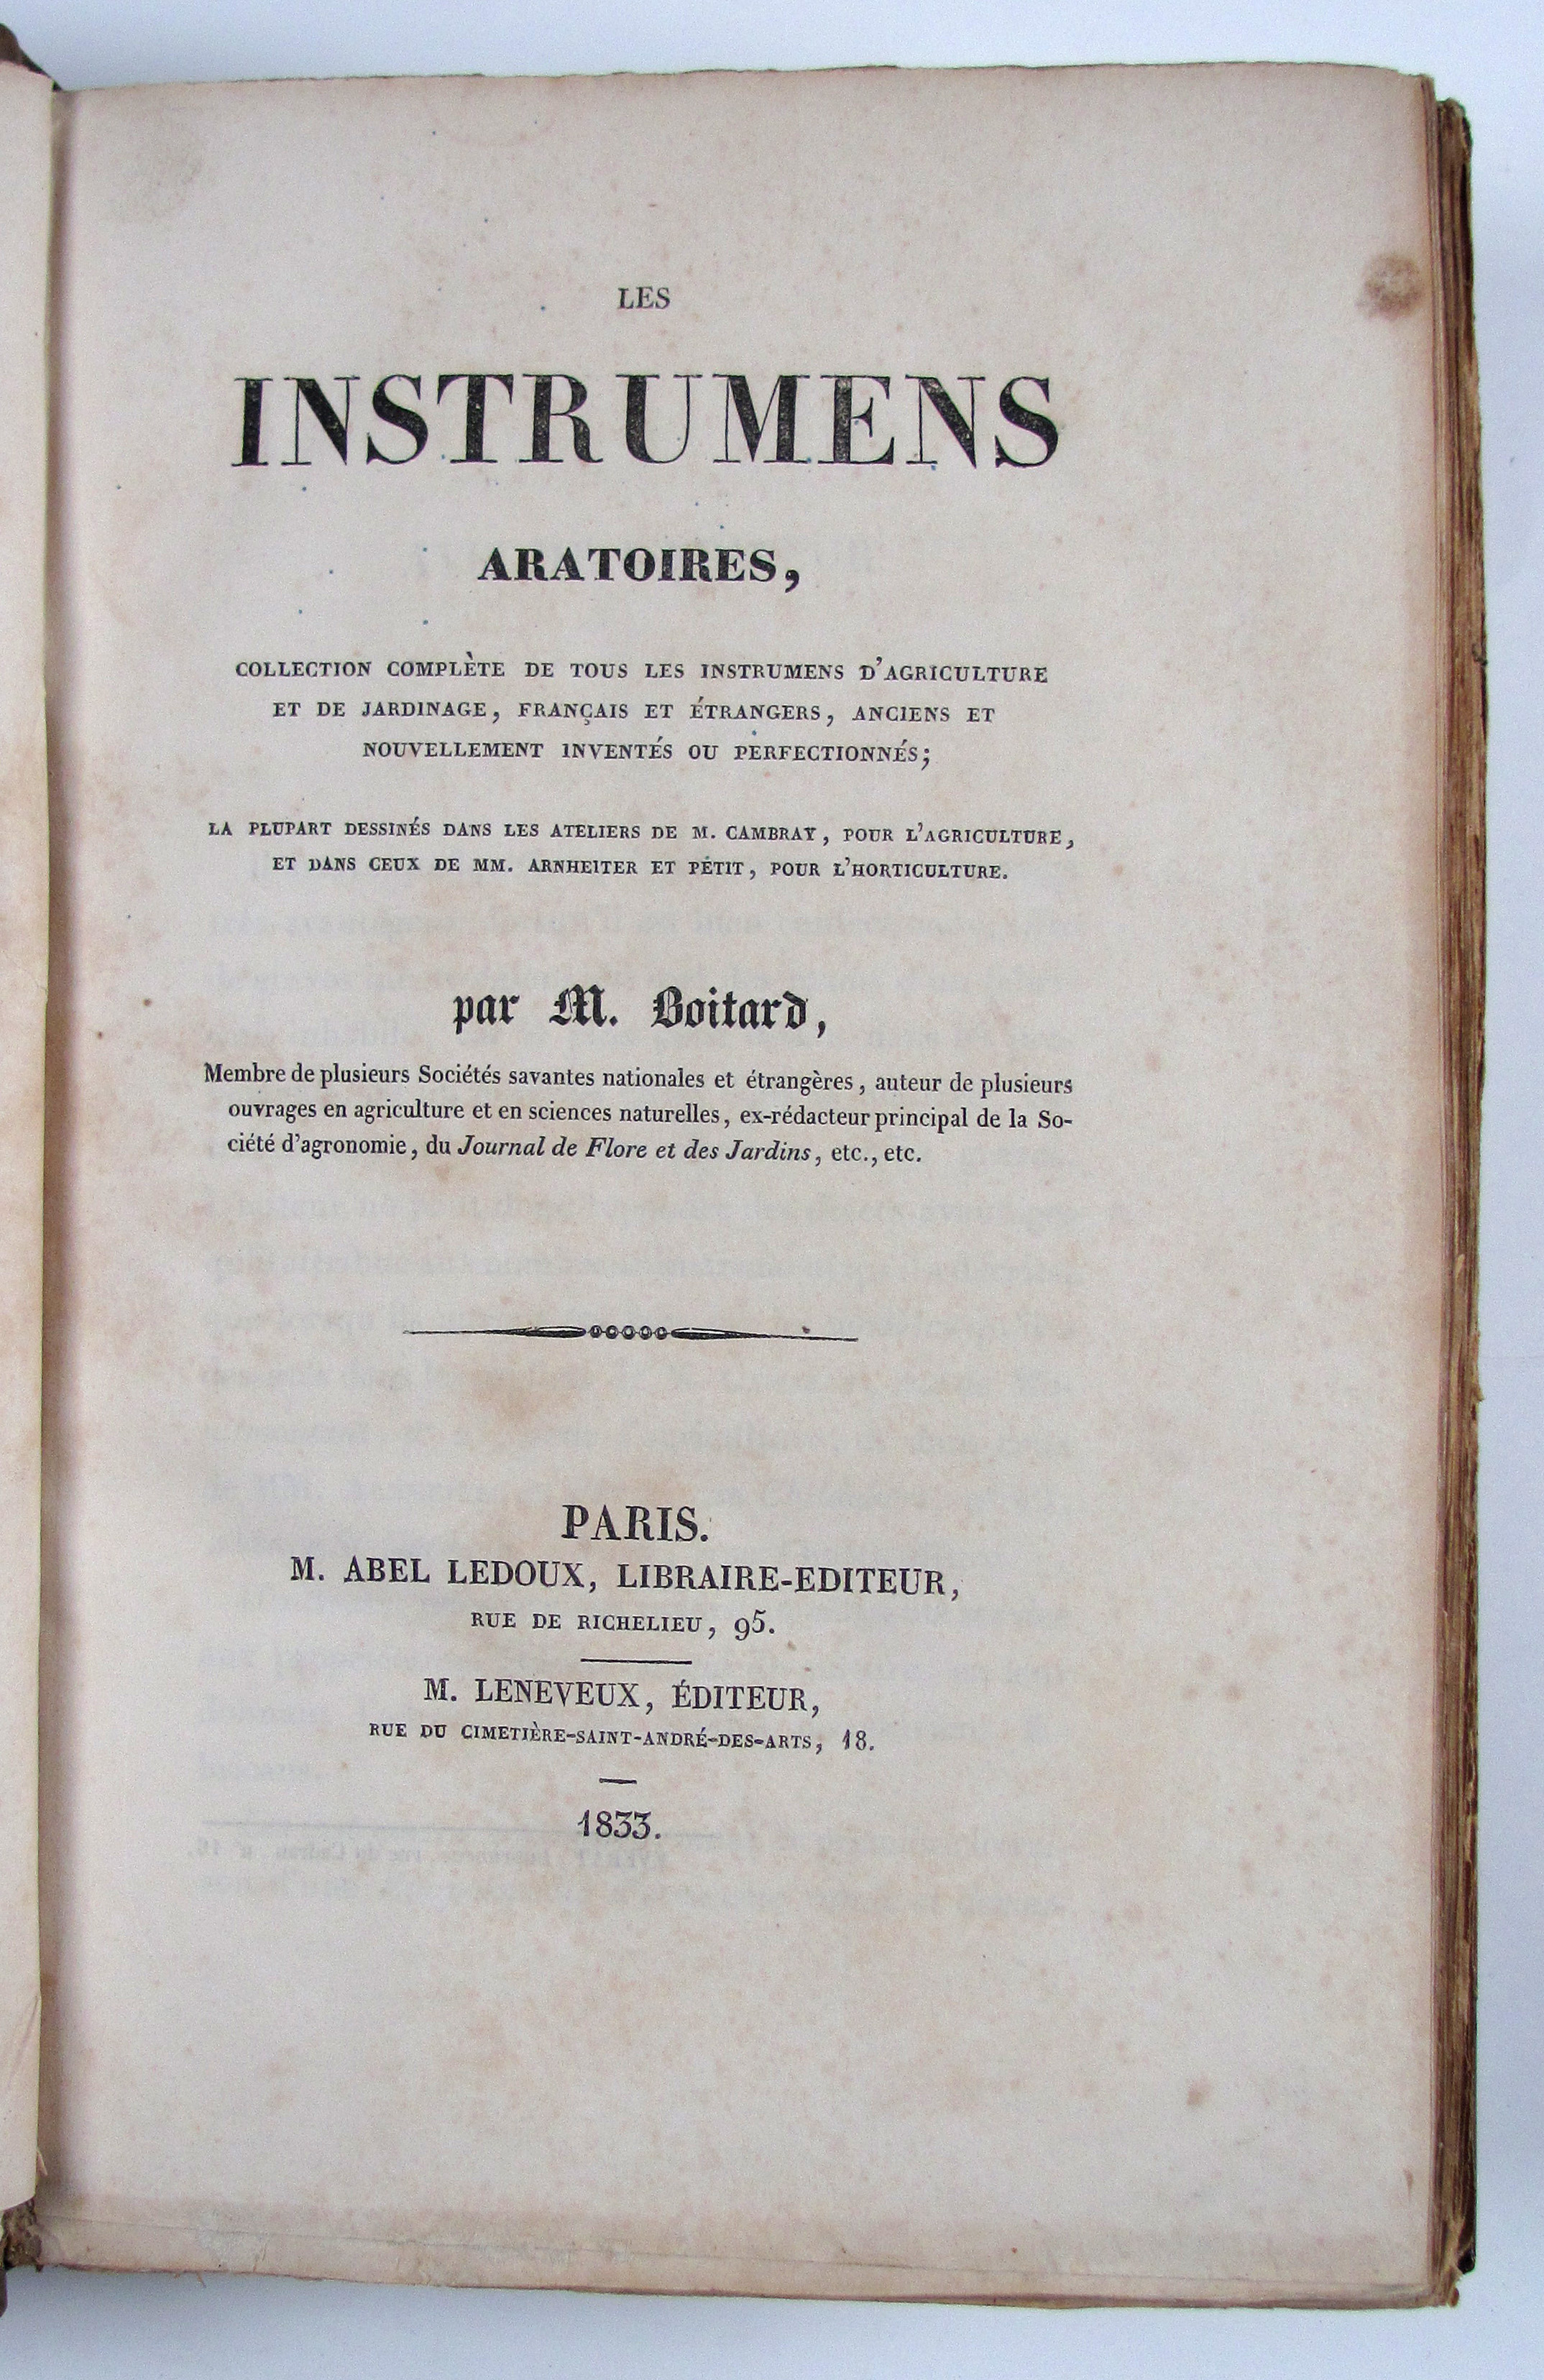 LES
INSTRUMENS
ARATOIRES,
COLLECTION COMPLÈTE DE TOUS LES INSTRUMENS D'AGRICULTURE
ET DE JARDINAGE, FRANÇAIS ET ÉTRANGERS, ANCIENS ET
NOUVELLEMENT INVENTÉS OU PERFECTIONNÉS;
LA PLUPART DESSINÉS DANS LES ATELIERS DE M. CAMBRAY, POUR L'AGRICULTURE,
ET DANS CEUX DE MM. ARNHEITER ET PÉTIT, POUR L'HORTICULTURE.
par M. Boitard,
Membre de plusieurs Sociétés savantes nationales et étrangères, auteur de plusieurs
ouvrages en agriculture et en sciences naturelles, ex-rédacteur principal de la So-
ciété d'agronomie, du Journal de Flore et des Jardins, etc., etc.
PARIS.
M. ABEL LEDOUX, LIBRAIRE-EDITEUR,
RUE DE RICHELIEU, 95.
M. LENEVEUX, ÉDITEUR,
RUE DU CIMETIÈRE-SAINT-ANDRÉ-DES-ARTS, 18.
1833.